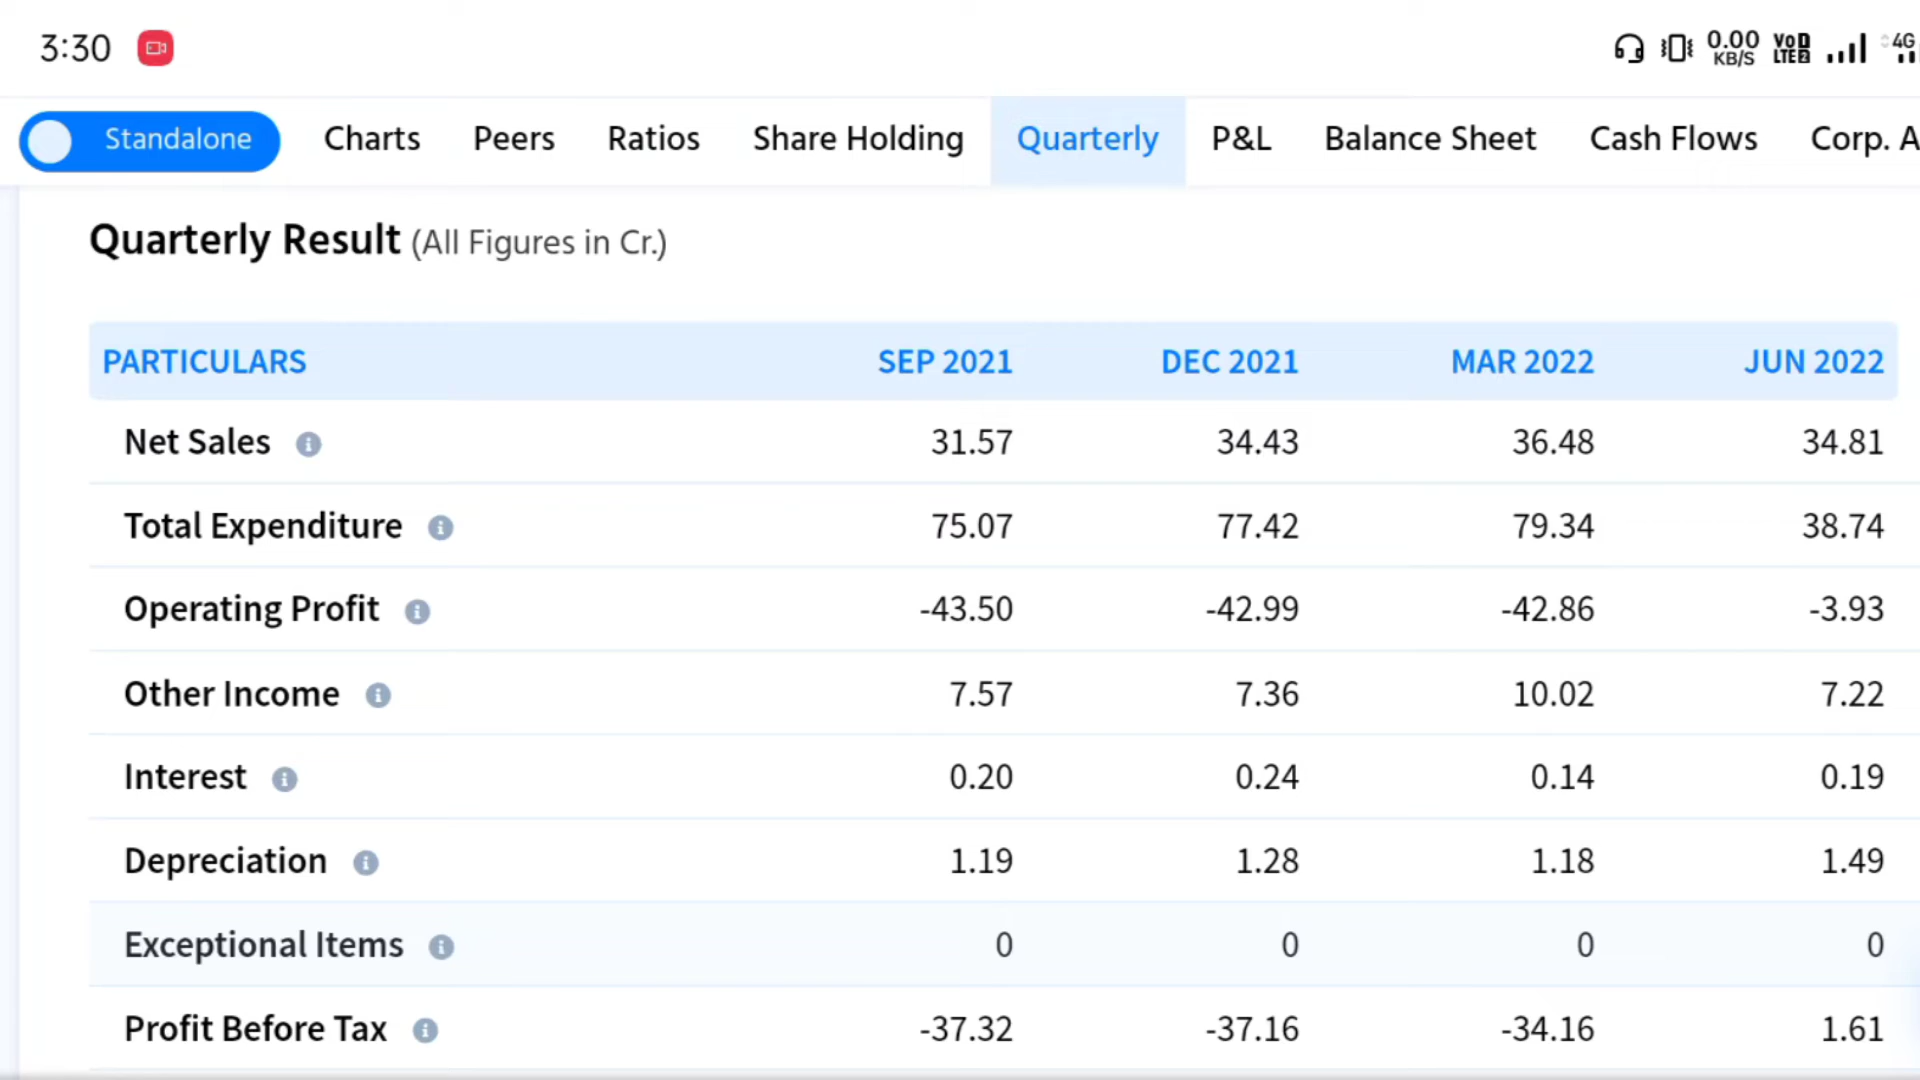 3:30 0.00 KB/S VoD LTE2 4G
Standalone Charts Peers Ratios Share Holding Quarterly P&L Balance Sheet Cash Flows Corp. A
Quarterly Result (All Figures in Cr.)
PARTICULARS SEP 2021 DEC 2021 MAR 2022 JUN 2022
Net Sales 31.57 34.43 36.48 34.81
Total Expenditure 75.07 77.42 79.34 38.74
Operating Profit -43.50 -42.99 -42.86 -3.93
Other Income 7.57 7.36 10.02 7.22
Interest 0.20 0.24 0.14 0.19
Depreciation 1.19 1.28 1.18 1.49
Exceptional Items 0 0 0 0
Profit Before Tax -37.32 -37.16 -34.16 1.61